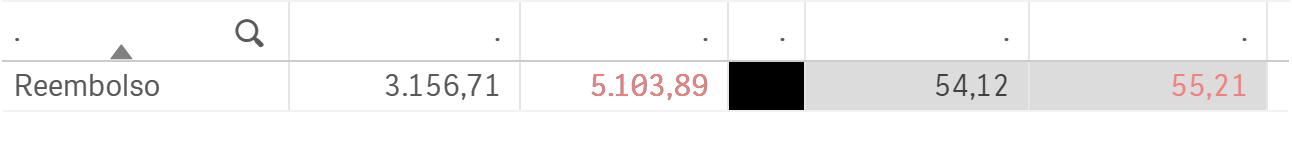 . . . . . .
Reembolso 3.156,71 5.103,89 54,12 55,21